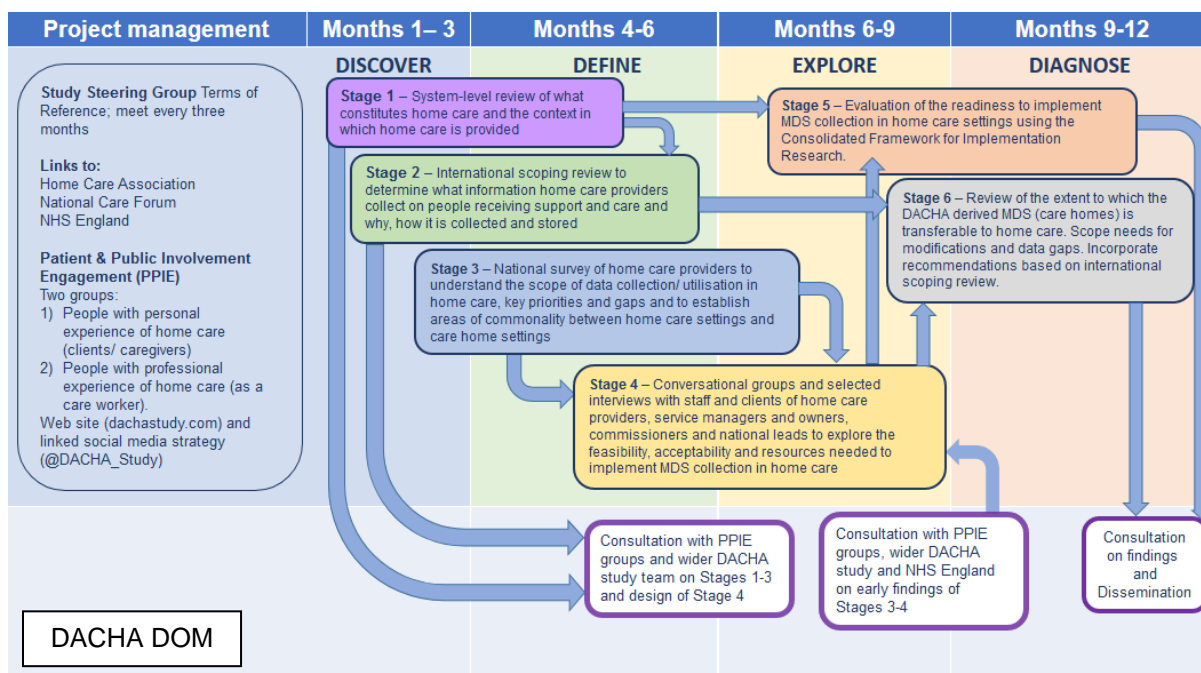 Project management
Months 1– 3
Months 4-6
Months 6-9
Months 9-12
DISCOVER
DEFINE
EXPLORE
DIAGNOSE
Study Steering Group Terms of
Reference; meet every three
months
Links to:
Home Care Association
National Care Forum
NHS England
Patient & Public Involvement
Engagement (PPIE)
Two groups:
1) People with personal
experience of home care
(clients/ caregivers)
2) People with professional
experience of home care (as a
care worker).
Web site (dachastudy.com) and
linked social media strategy
(@DACHA_Study)
Stage 1 – System-level review of what
constitutes home care and the context in
which home care is provided
Stage 2 – International scoping review to
determine what information home care providers
collect on people receiving support and care and
why, how it is collected and stored
Stage 3 – National survey of home care providers to
understand the scope of data collection/ utilisation in
home care, key priorities and gaps and to establish
areas of commonality between home care settings and
care home settings
Stage 4 – Conversational groups and selected
interviews with staff and clients of home care
providers, service managers and owners,
commissioners and national leads to explore the
feasibility, acceptability and resources needed to
implement MDS collection in home care
Stage 5 – Evaluation of the readiness to implement
MDS collection in home care settings using the
Consolidated Framework for Implementation
Research.
Stage 6 – Review of the extent to which the
DACHA derived MDS (care homes) is
transferable to home care. Scope needs for
modifications and data gaps. Incorporate
recommendations based on international
scoping review.
Consultation with PPIE
groups and wider DACHA
study team on Stages 1-3
and design of Stage 4
Consultation with PPIE
groups, wider DACHA
study and NHS England
on early findings of
Stages 3-4
Consultation
on findings
and
Dissemination
DACHA DOM